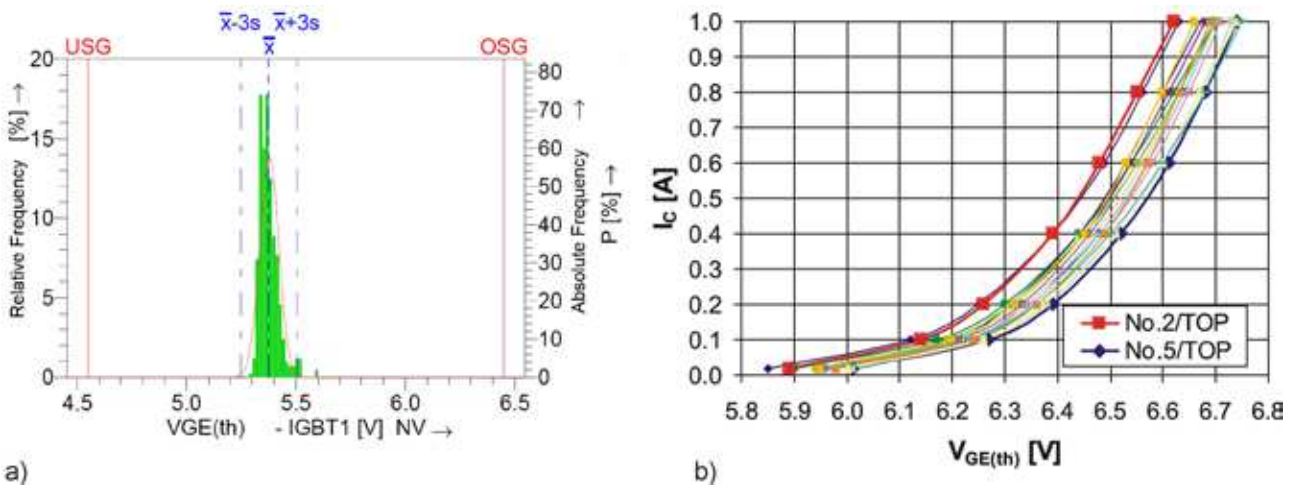 x̄-3s x̄+3s
x̄
USG OSG
20
15
10
5
0
Relative Frequency [%] →
80
70
60
50
40
30
20
10
0
Absolute Frequency →
P [%] →
4.5 5.0 5.5 6.0 6.5
VGE(th) - IGBT1 [V] NV →
a)
1.0
0.9
0.8
0.7
0.6
0.5
0.4
0.3
0.2
0.1
0.0
IC [A]
No.2/TOP
No.5/TOP
5.8 5.9 6.0 6.1 6.2 6.3 6.4 6.5 6.6 6.7 6.8
VGE(th) [V]
b)